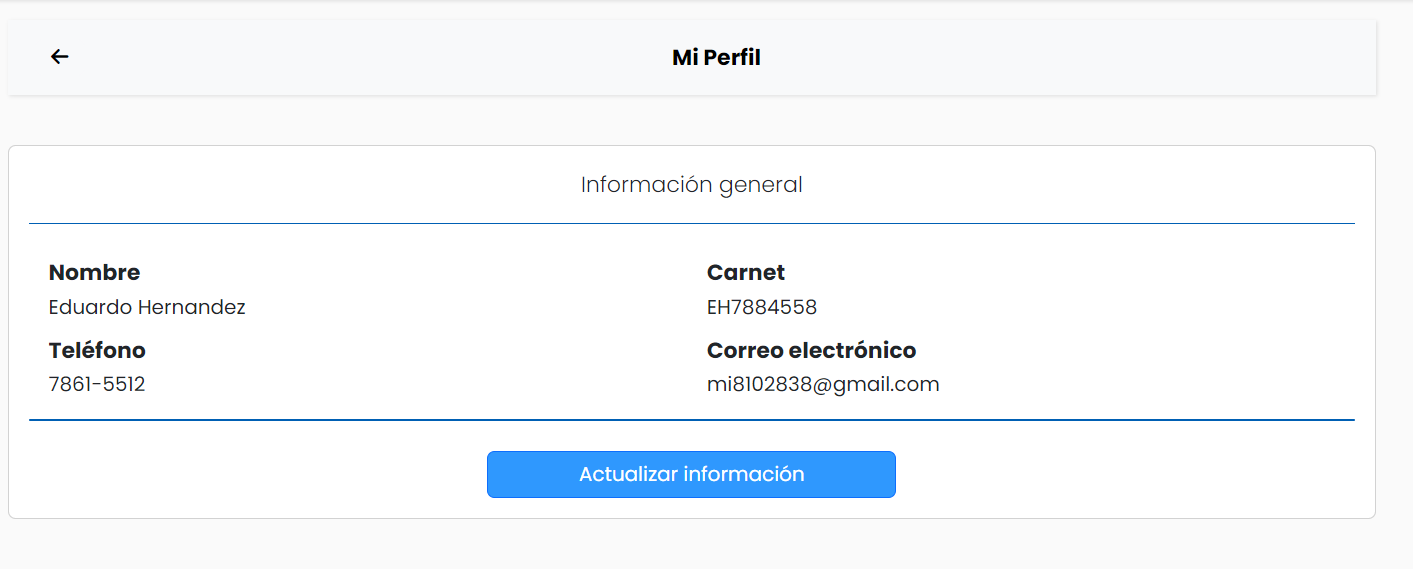 Mi Perfil
Información general
Nombre
Eduardo Hernandez
Carnet
EH7884558
Teléfono
7861-5512
Correo electrónico
mi8102838@gmail.com
Actualizar información